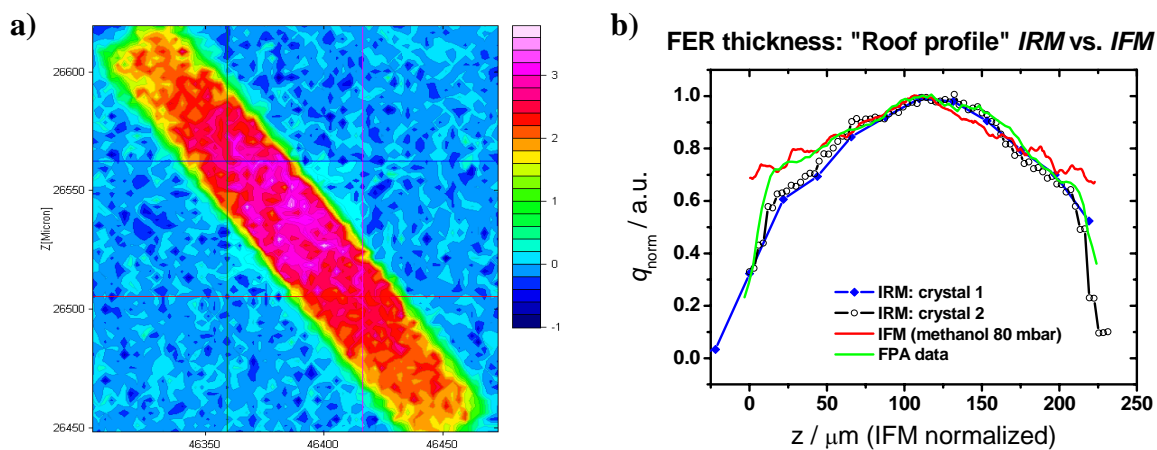 a)
26600
26550
26500
26450
Z[Micron]
46350
46400
46450
3
2
1
0
-1
b)
FER thickness: "Roof profile" IRM vs. IFM
1.0
0.8
0.6
0.4
0.2
0.0
q_norm / a.u.
IRM: crystal 1
IRM: crystal 2
IFM (methanol 80 mbar)
FPA data
0
50
100
150
200
250
z / μm (IFM normalized)